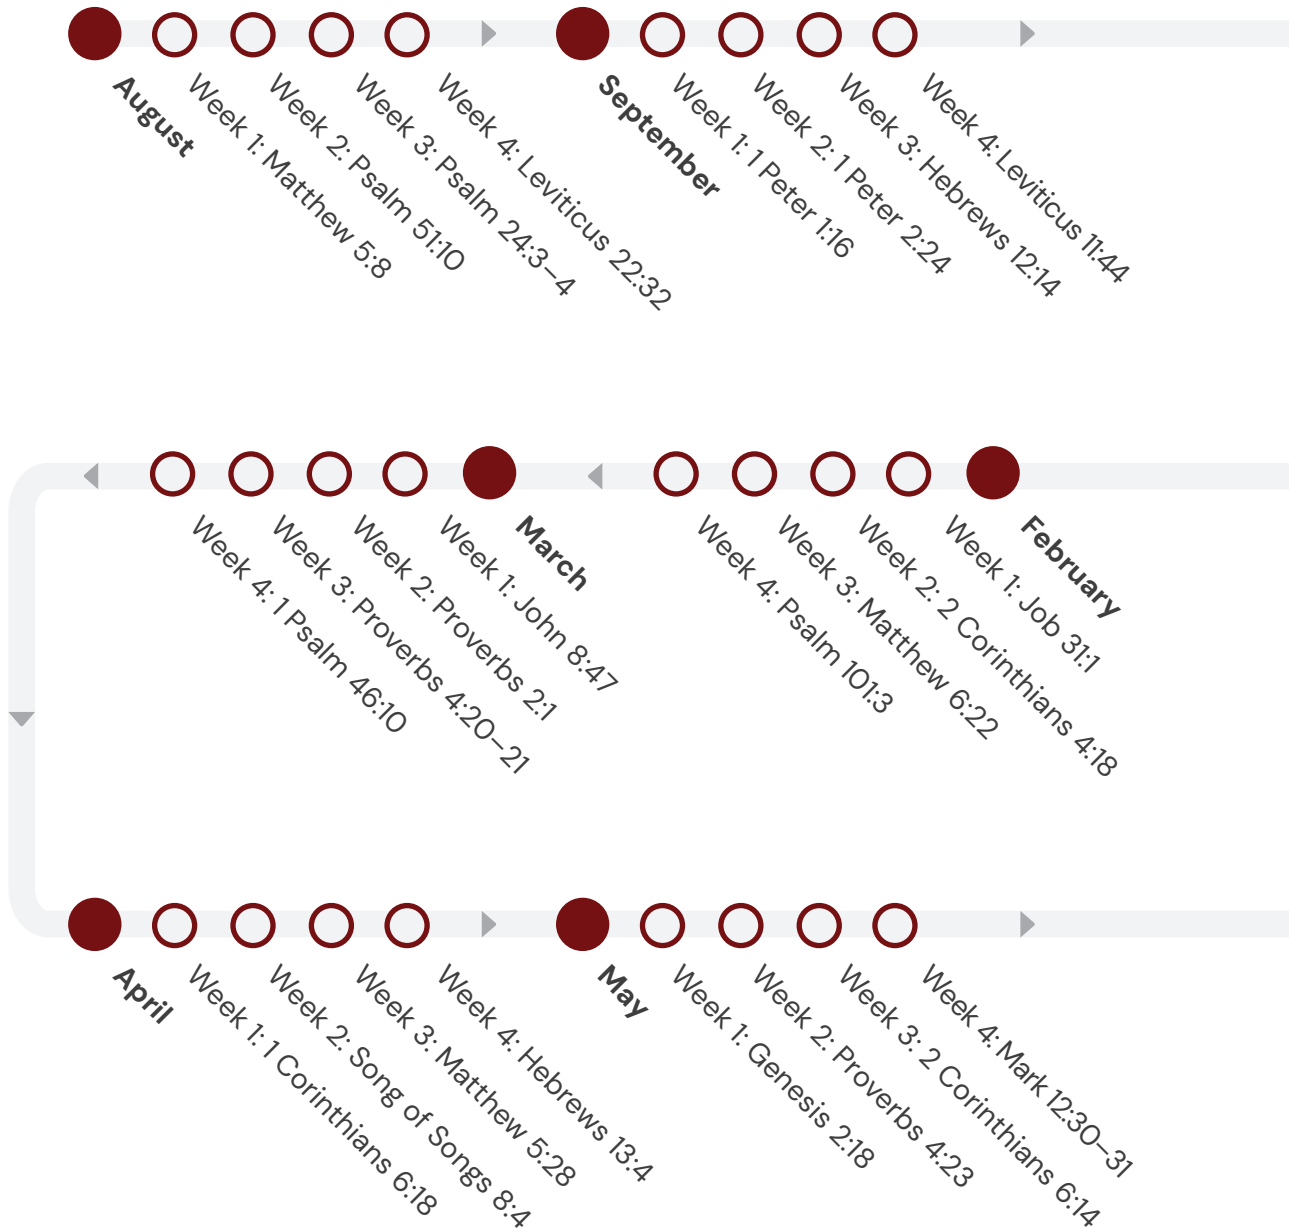 August
Week 1: Matthew 5:8
Week 2: Psalm 51:10
Week 3: Psalm 24:3–4
Week 4: Leviticus 22:32
September
Week 1: 1 Peter 1:16
Week 2: 1 Peter 2:24
Week 3: Hebrews 12:14
Week 4: Leviticus 11:44
Week 4: 1 Psalm 46:10
Week 3: Proverbs 4:20–21
Week 2: Proverbs 2:1
Week 1: John 8:47
March
Week 4: Psalm 101:3
Week 3: Matthew 6:22
Week 2: 2 Corinthians 4:18
Week 1: Job 31:1
February
April
Week 1: 1 Corinthians 6:18
Week 2: Song of Songs 8:4
Week 3: Matthew 5:28
Week 4: Hebrews 13:4
May
Week 1: Genesis 2:18
Week 2: Proverbs 4:23
Week 3: 2 Corinthians 6:14
Week 4: Mark 12:30–31